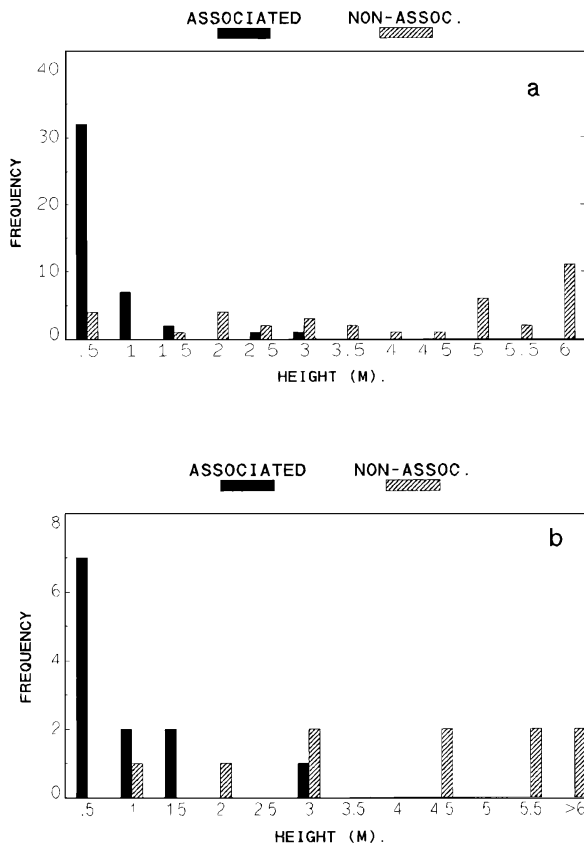 ASSOCIATED NON-ASSOC.
a
40
30
20
10
0
FREQUENCY
.5 1 1.5 2 2.5 3 3.5 4 4.5 5 5.5 6
HEIGHT (M).
ASSOCIATED NON-ASSOC.
b
8
6
4
2
0
FREQUENCY
.5 1 1.5 2 2.5 3 3.5 4 4.5 5 5.5 >6
HEIGHT (M).